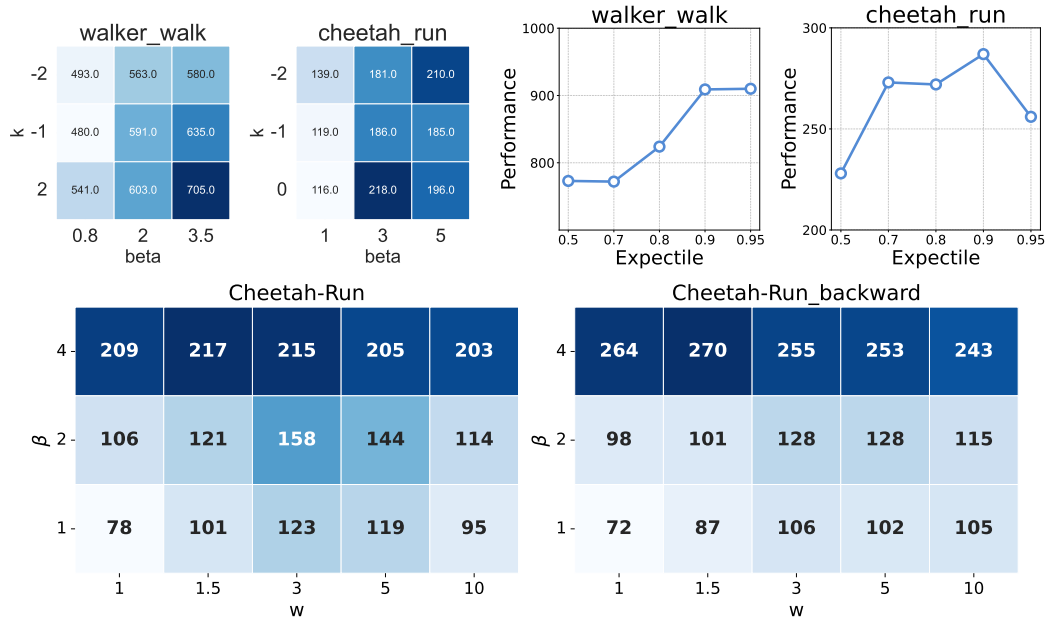 walker_walk
-2 493.0 563.0 580.0
k -1 480.0 591.0 635.0
2 541.0 603.0 705.0
0.8 2 3.5
beta
cheetah_run
-2 139.0 181.0 210.0
k -1 119.0 186.0 185.0
0 116.0 218.0 196.0
1 3 5
beta
walker_walk
Performance
1000
900
800
0.5 0.7 0.8 0.9 0.95
Expectile
cheetah_run
Performance
300
250
200
0.5 0.7 0.8 0.9 0.95
Expectile
Cheetah-Run
4 209 217 215 205 203
β 2 106 121 158 144 114
1 78 101 123 119 95
1 1.5 3 5 10
w
Cheetah-Run_backward
4 264 270 255 253 243
β 2 98 101 128 128 115
1 72 87 106 102 105
1 1.5 3 5 10
w